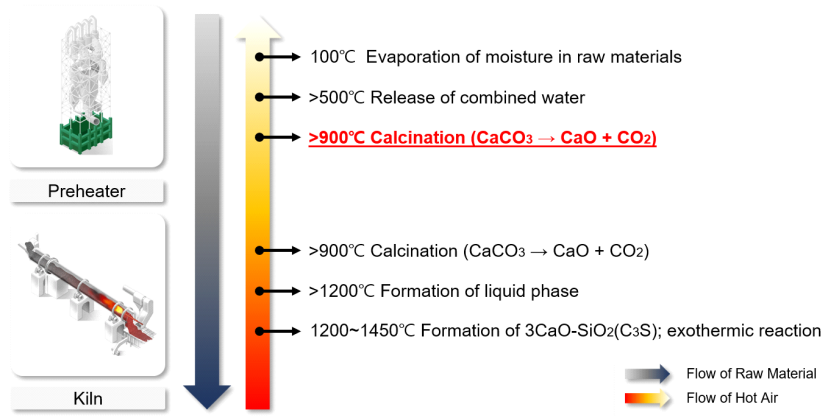 100℃ Evaporation of moisture in raw materials
>500℃ Release of combined water
>900℃ Calcination (CaCO₃ → CaO + CO₂)
Preheater
>900℃ Calcination (CaCO₃ → CaO + CO₂)
>1200℃ Formation of liquid phase
1200~1450℃ Formation of 3CaO-SiO₂(C₃S); exothermic reaction
Kiln
Flow of Raw Material
Flow of Hot Air